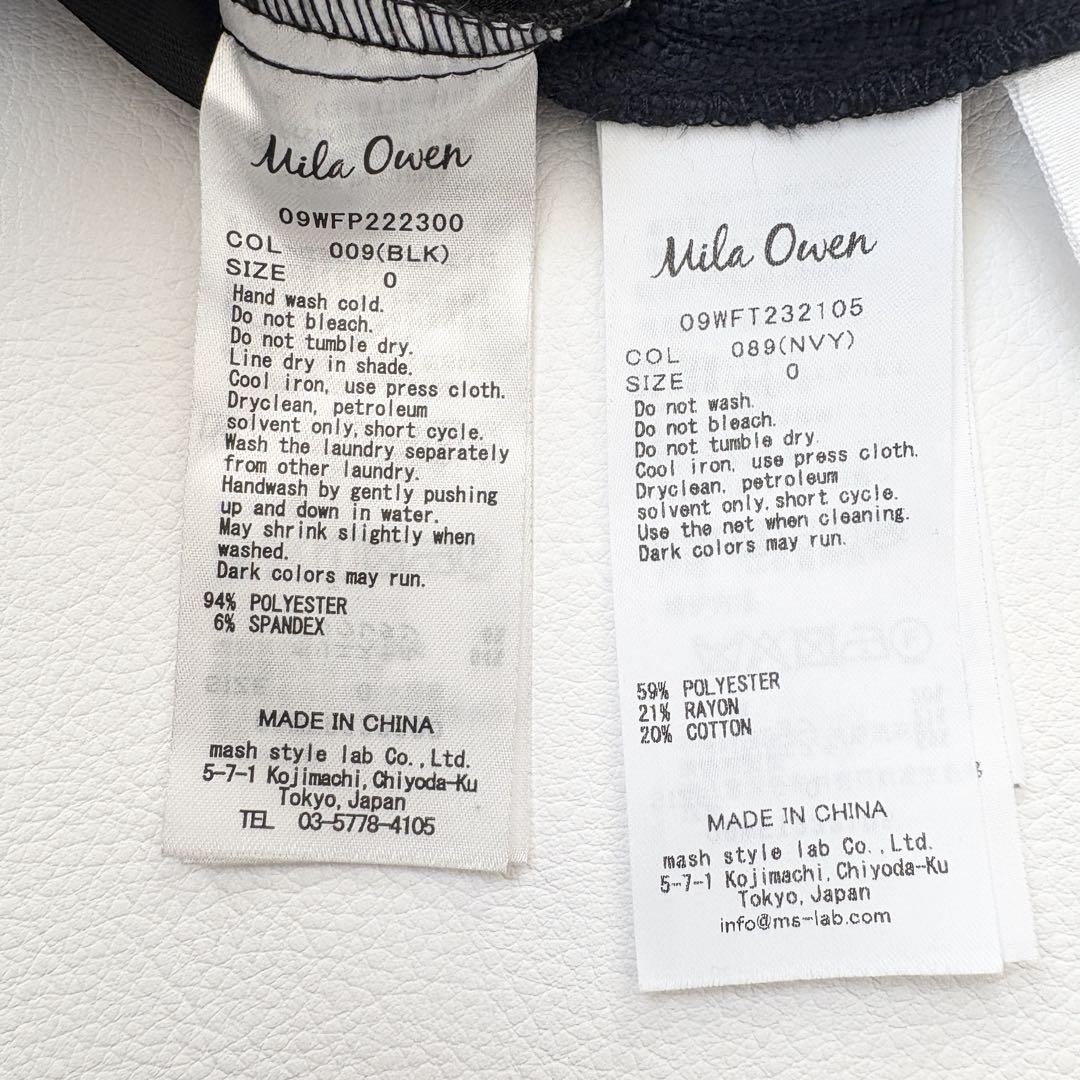 Mila Owen
09WFP222300
COL 009(BLK)
SIZE 0
Hand wash cold.
Do not bleach.
Do not tumble dry.
Line dry in shade.
Cool iron, use press cloth.
Dryclean, petroleum
solvent only,short cycle.
Wash the laundry separately
from other laundry.
Handwash by gently pushing
up and down in water.
May shrink slightly when
washed.
Dark colors may run.
94% POLYESTER
6% SPANDEX
MADE IN CHINA
mash style lab Co.,Ltd.
5-7-1 Kojimachi,Chiyoda-Ku
Tokyo,Japan
TEL 03-5778-4105
Mila Owen
09WFT232105
COL 089(NVY)
SIZE 0
Do not wash.
Do not bleach.
Do not tumble dry.
Cool iron, use press cloth.
Dryclean, petroleum
solvent only,short cycle.
Use the net when cleaning.
Dark colors may run.
59% POLYESTER
21% RAYON
20% COTTON
MADE IN CHINA
mash style lab Co.,Ltd.
5-7-1 Kojimachi,Chiyoda-Ku
Tokyo,Japan
info@ms-lab.com